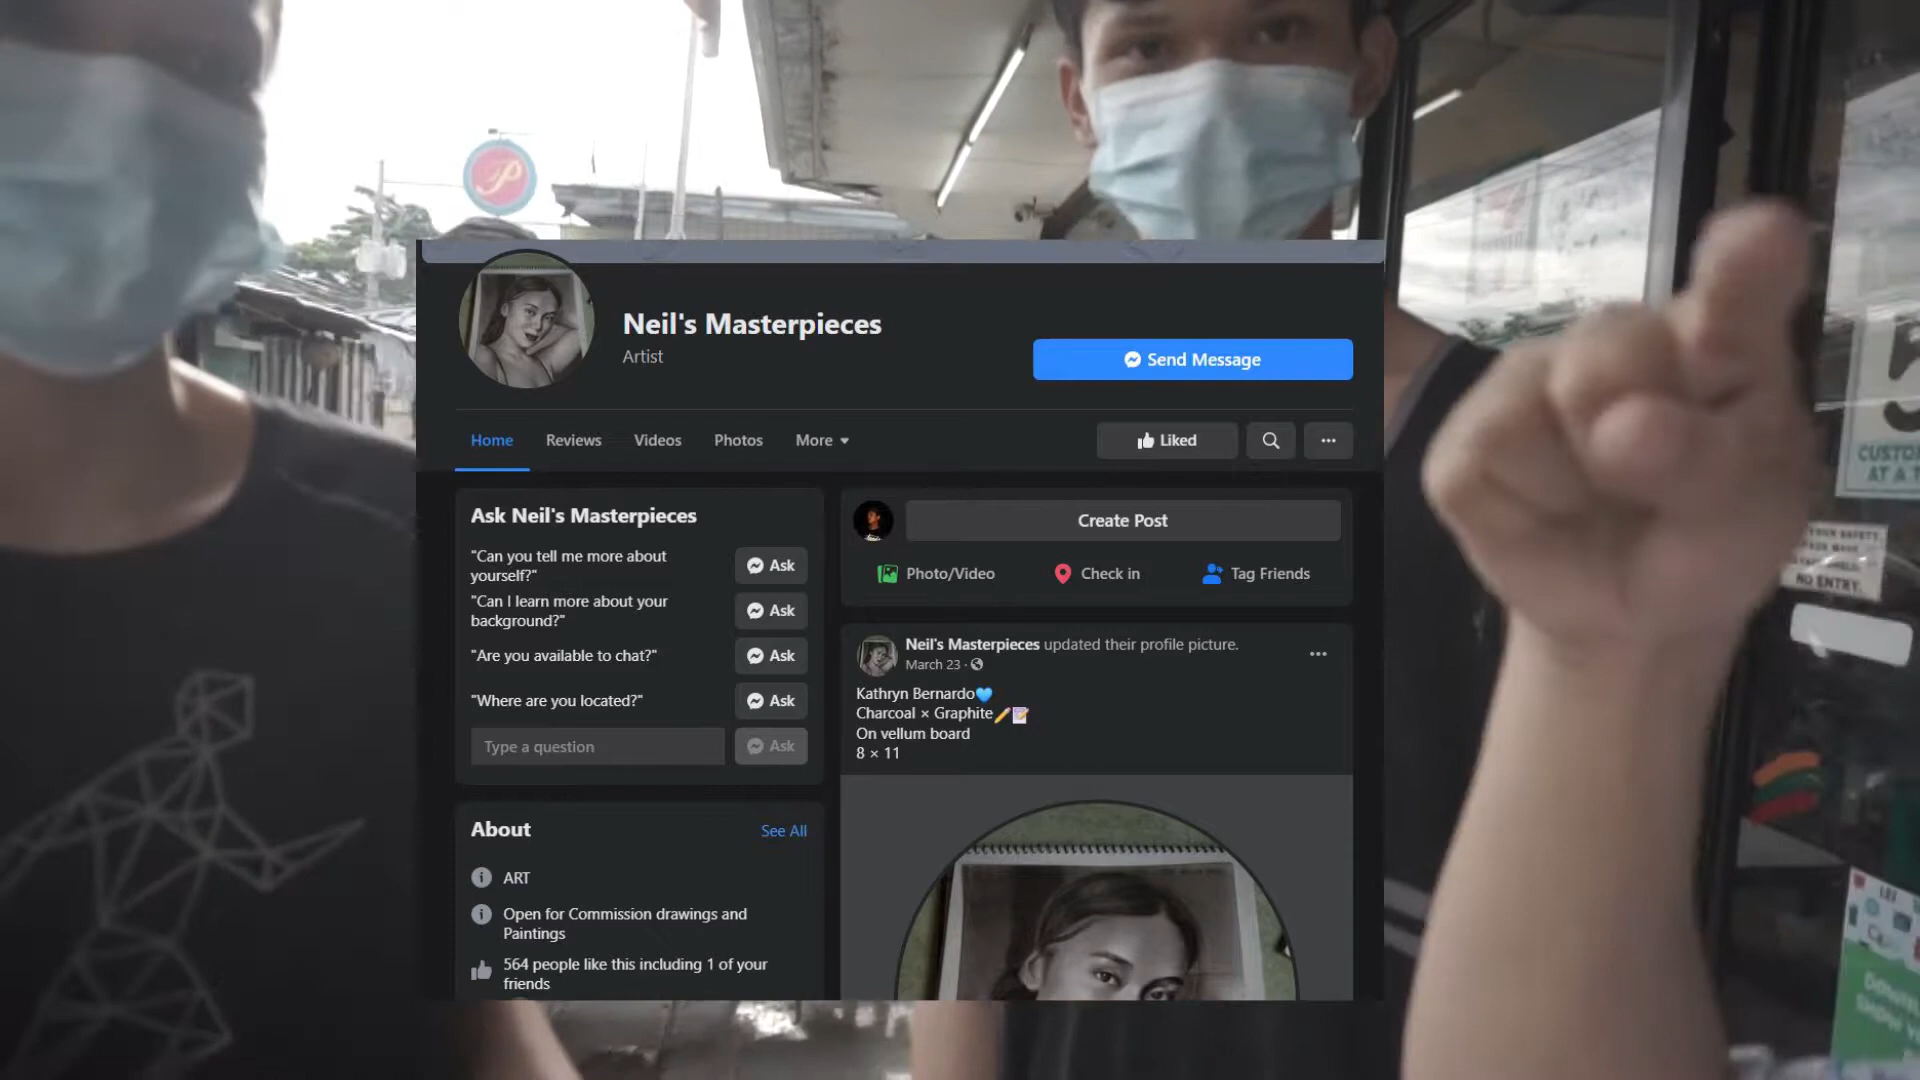 Neil's Masterpieces
Artist
Send Message
Home
Reviews
Videos
Photos
More
Liked
Ask Neil's Masterpieces
"Can you tell me more about
yourself?"
Ask
"Can I learn more about your
background?"
Ask
"Are you available to chat?"
Ask
"Where are you located?"
Ask
Type a question
Ask
About
See All
ART
Open for Commission drawings and
Paintings
564 people like this including 1 of your
friends
Create Post
Photo/Video
Check in
Tag Friends
Neil's Masterpieces updated their profile picture.
March 23
Kathryn Bernardo💙
Charcoal × Graphite✏️📝
On vellum board
8 × 11
P
5
CUSTO
AT A T
NO ENTRY.